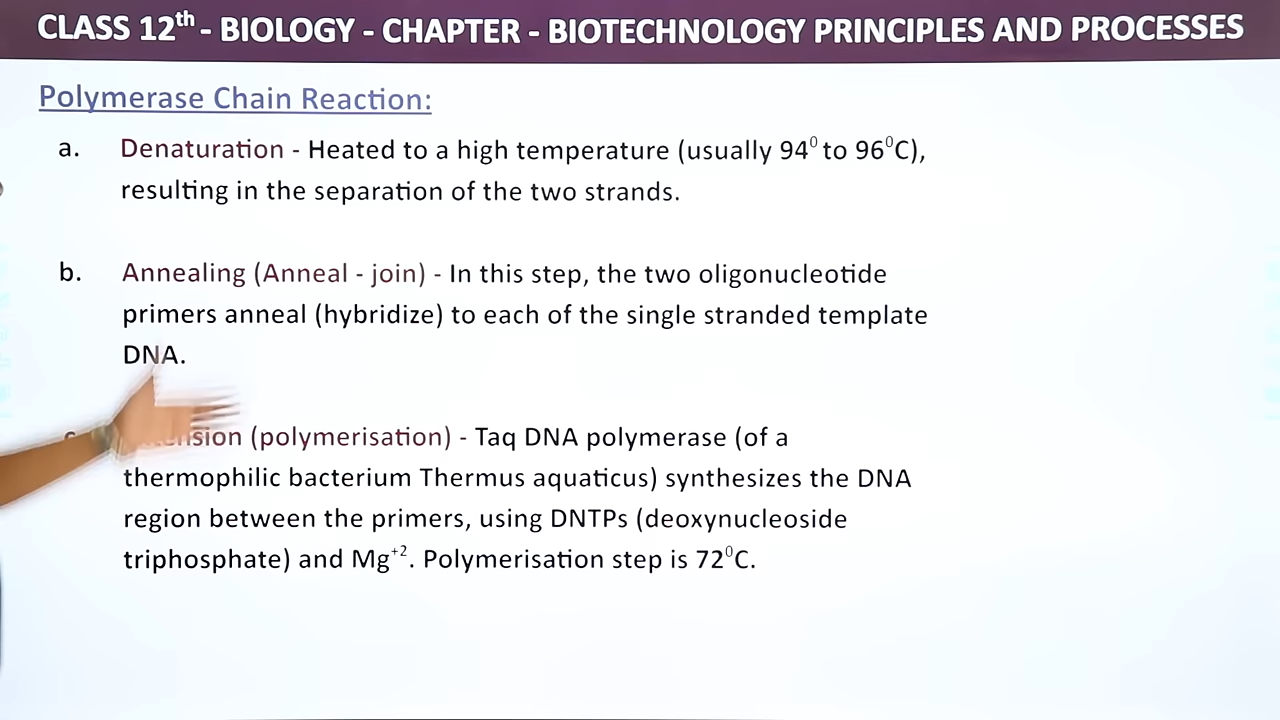 CLASS 12th - BIOLOGY - CHAPTER - BIOTECHNOLOGY PRINCIPLES AND PROCESSES
Polymerase Chain Reaction:
a. Denaturation - Heated to a high temperature (usually 94⁰ to 96⁰C),
resulting in the separation of the two strands.
b. Annealing (Anneal - join) - In this step, the two oligonucleotide
primers anneal (hybridize) to each of the single stranded template
DNA.
(polymerisation) - Taq DNA polymerase (of a
thermophilic bacterium Thermus aquaticus) synthesizes the DNA
region between the primers, using DNTPs (deoxynucleoside
triphosphate) and Mg⁺². Polymerisation step is 72⁰C.